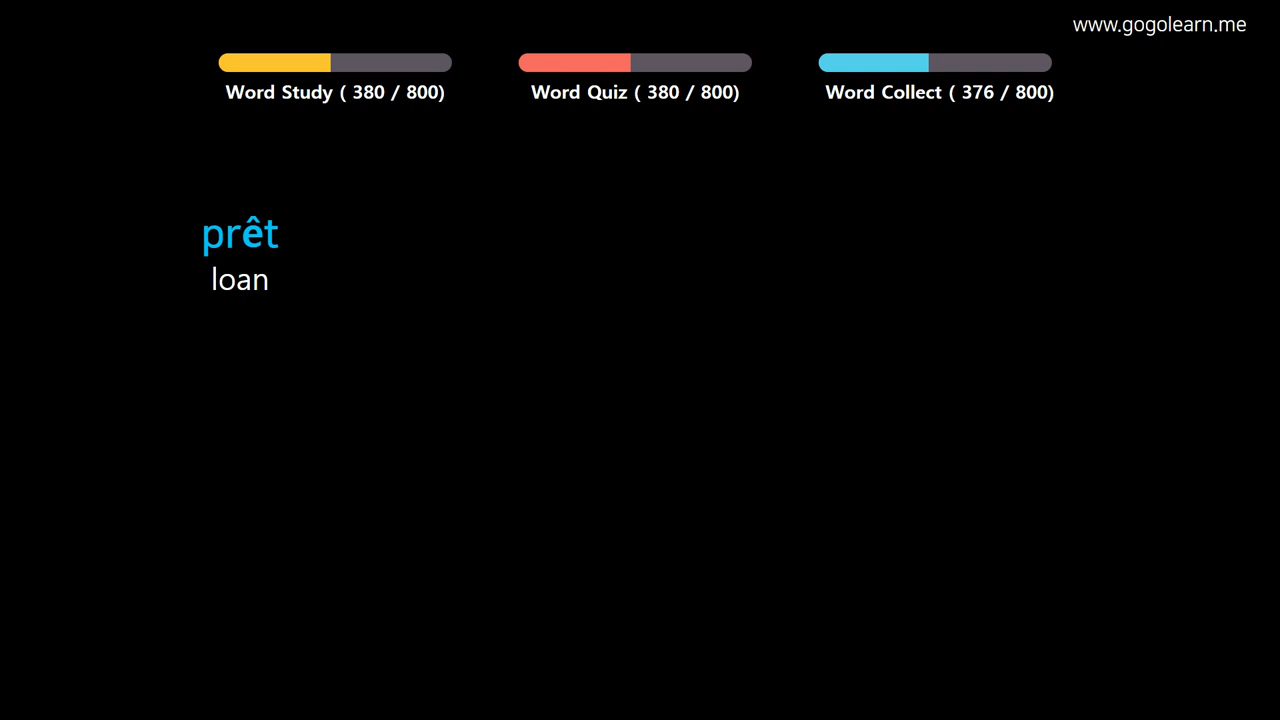 www.gogolearn.me
Word Study ( 380 / 800)
Word Quiz ( 380 / 800)
Word Collect ( 376 / 800)
prêt
loan